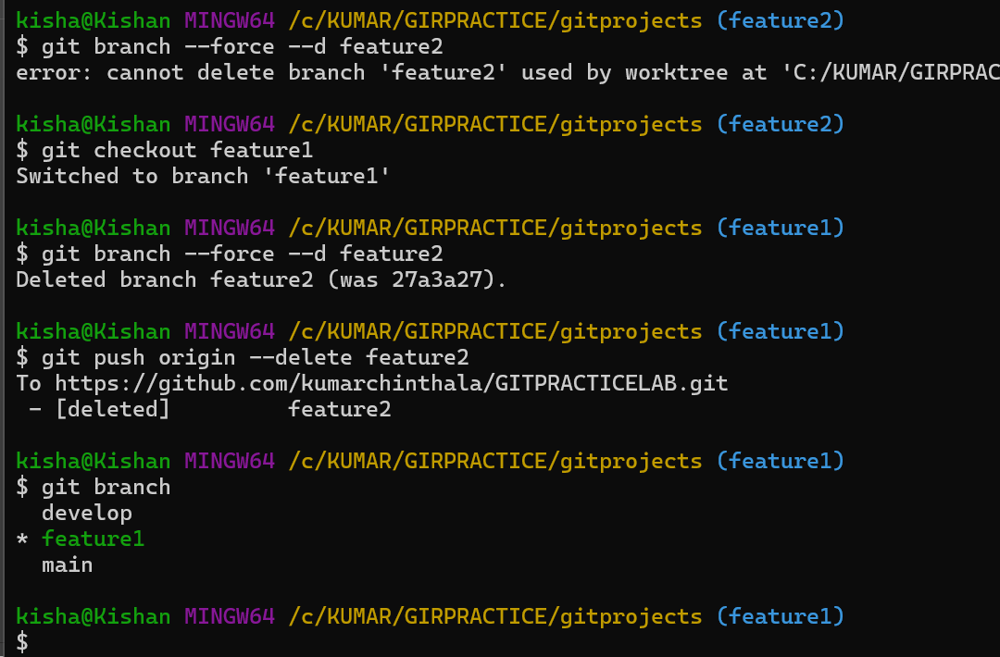 kisha@Kishan MINGW64 /c/KUMAR/GIRPRACTICE/gitprojects (feature2)
$ git branch --force --d feature2
error: cannot delete branch 'feature2' used by worktree at 'C:/KUMAR/GIRPRAC

kisha@Kishan MINGW64 /c/KUMAR/GIRPRACTICE/gitprojects (feature2)
$ git checkout feature1
Switched to branch 'feature1'

kisha@Kishan MINGW64 /c/KUMAR/GIRPRACTICE/gitprojects (feature1)
$ git branch --force --d feature2
Deleted branch feature2 (was 27a3a27).

kisha@Kishan MINGW64 /c/KUMAR/GIRPRACTICE/gitprojects (feature1)
$ git push origin --delete feature2
To https://github.com/kumarchinthala/GITPRACTICELAB.git
 - [deleted]         feature2

kisha@Kishan MINGW64 /c/KUMAR/GIRPRACTICE/gitprojects (feature1)
$ git branch
  develop
* feature1
  main

kisha@Kishan MINGW64 /c/KUMAR/GIRPRACTICE/gitprojects (feature1)
$